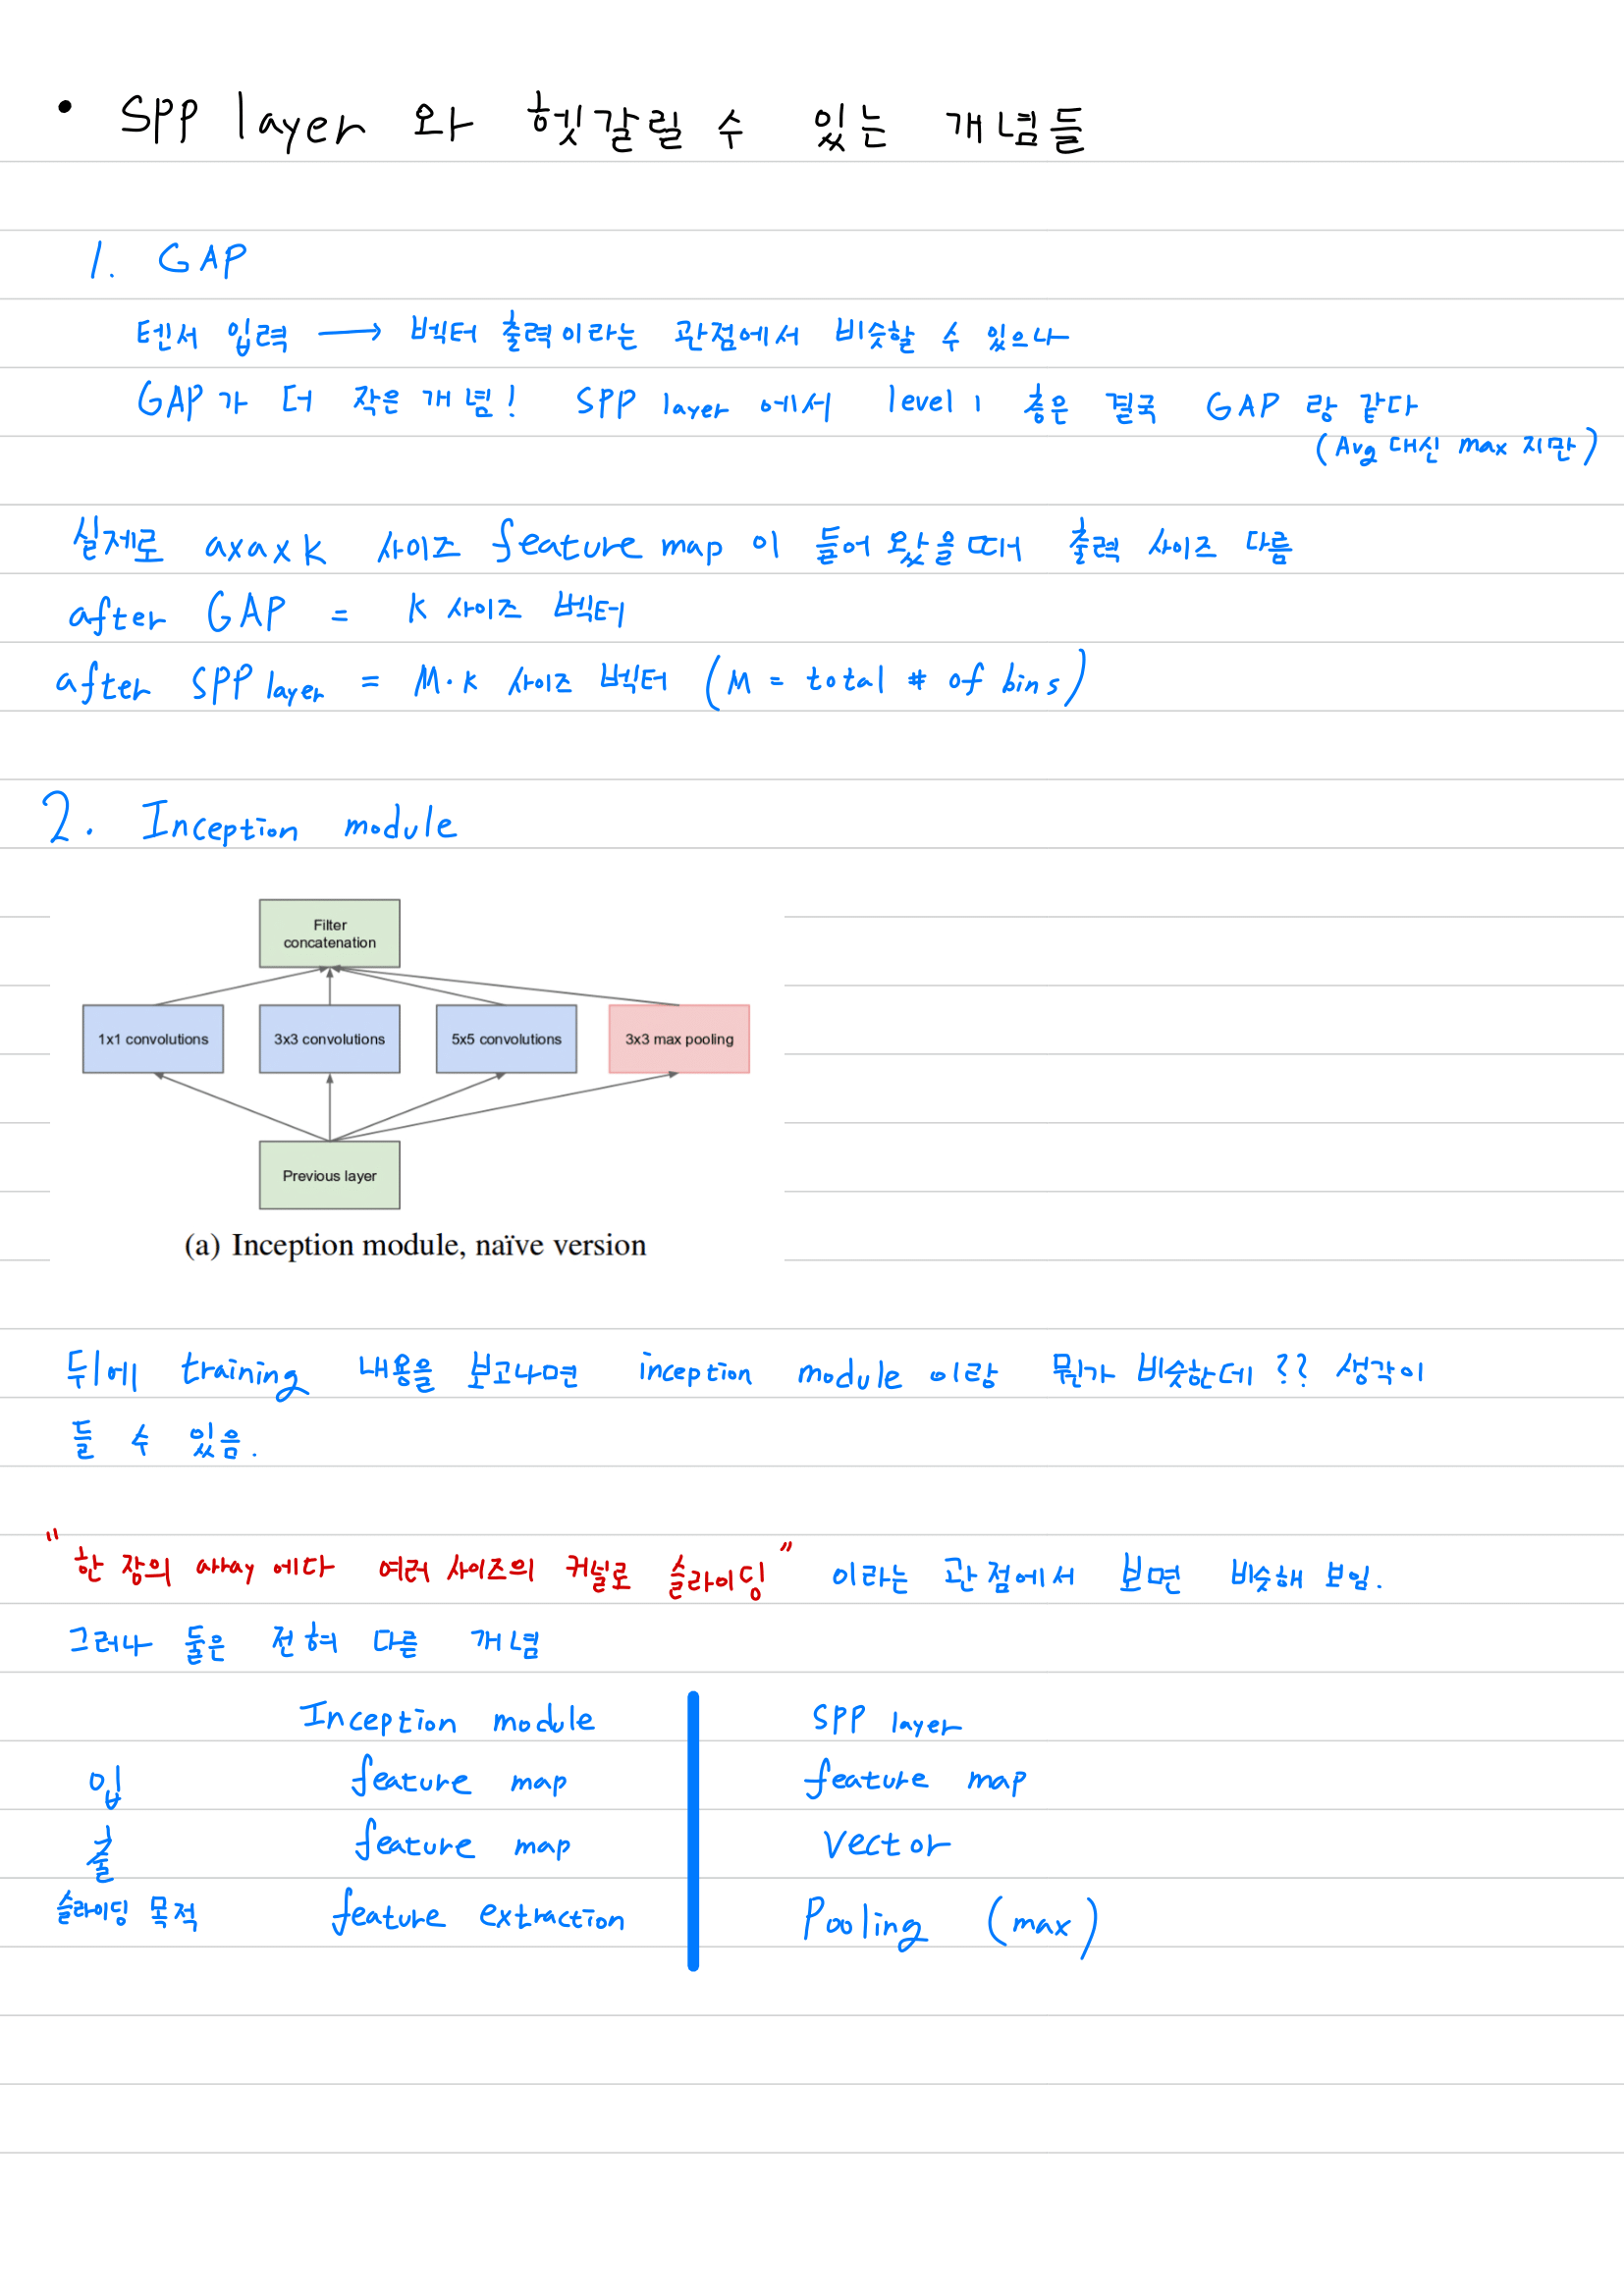 • SPP layer 와 헷갈릴 수 있는 개념들
1. GAP
텐서 입력 → 벡터 출력이라는 관점에서 비슷할 수 있으나
GAP가 더 작은 개념! SPP layer 에서 level 1 층은 결국 GAP 랑 같다
(Avg 대신 max 지만)
실제로 axaxk 사이즈 feature map 이 들어왔을 때 출력 사이즈 다름
after GAP = k 사이즈 벡터
after SPP layer = M·k 사이즈 벡터 (M = total # of bins)
2. Inception module
Filter
concatenation
1x1 convolutions 3x3 convolutions 5x5 convolutions 3x3 max pooling
Previous layer
(a) Inception module, naïve version
뒤에 training 내용을 보고나면 inception module 이랑 뭔가 비슷한데?? 생각이
들 수 있음.
"한 장의 array 에다 여러 사이즈의 커널로 슬라이딩" 이라는 관점에서 보면 비슷해 보임.
그러나 둘은 전혀 다른 개념
Inception module SPP layer
입 feature map feature map
출 feature map vector
슬라이딩 목적 feature extraction Pooling (max)